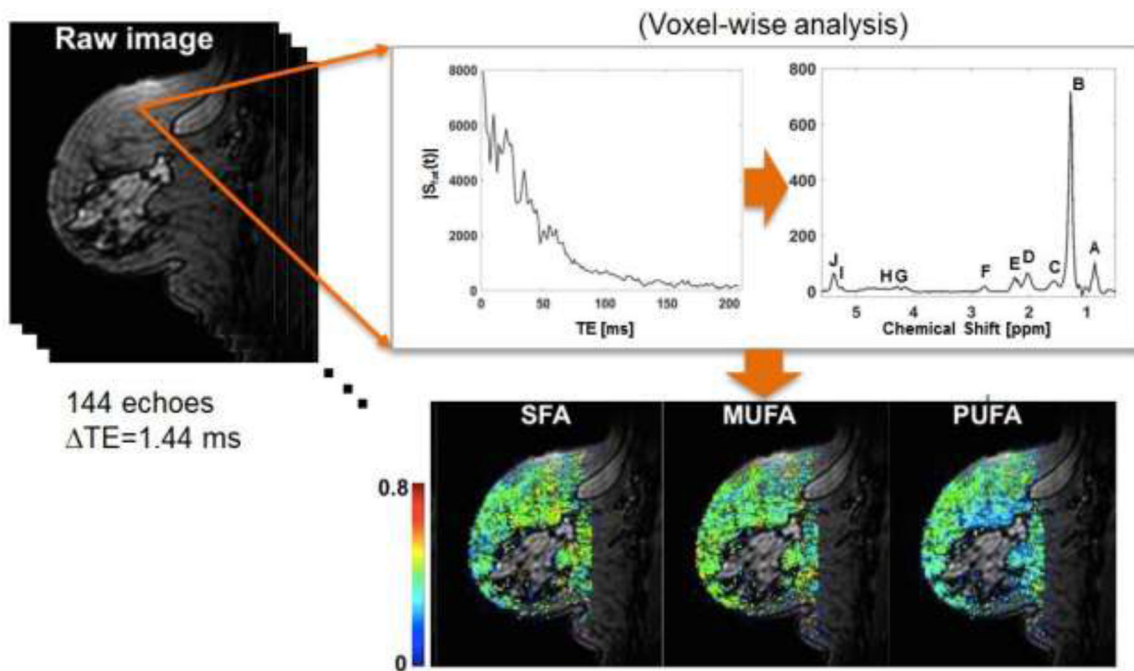 (Voxel-wise analysis)
Raw image
8000
6000
4000
2000
0
|Stot(t)|
0 50 100 150 200
TE [ms]
800
600
400
200
0
B
A
C
D
E
F
G
H
I
J
5 4 3 2 1
Chemical Shift [ppm]
144 echoes
ΔTE=1.44 ms
SFA MUFA PUFA
0.8
0